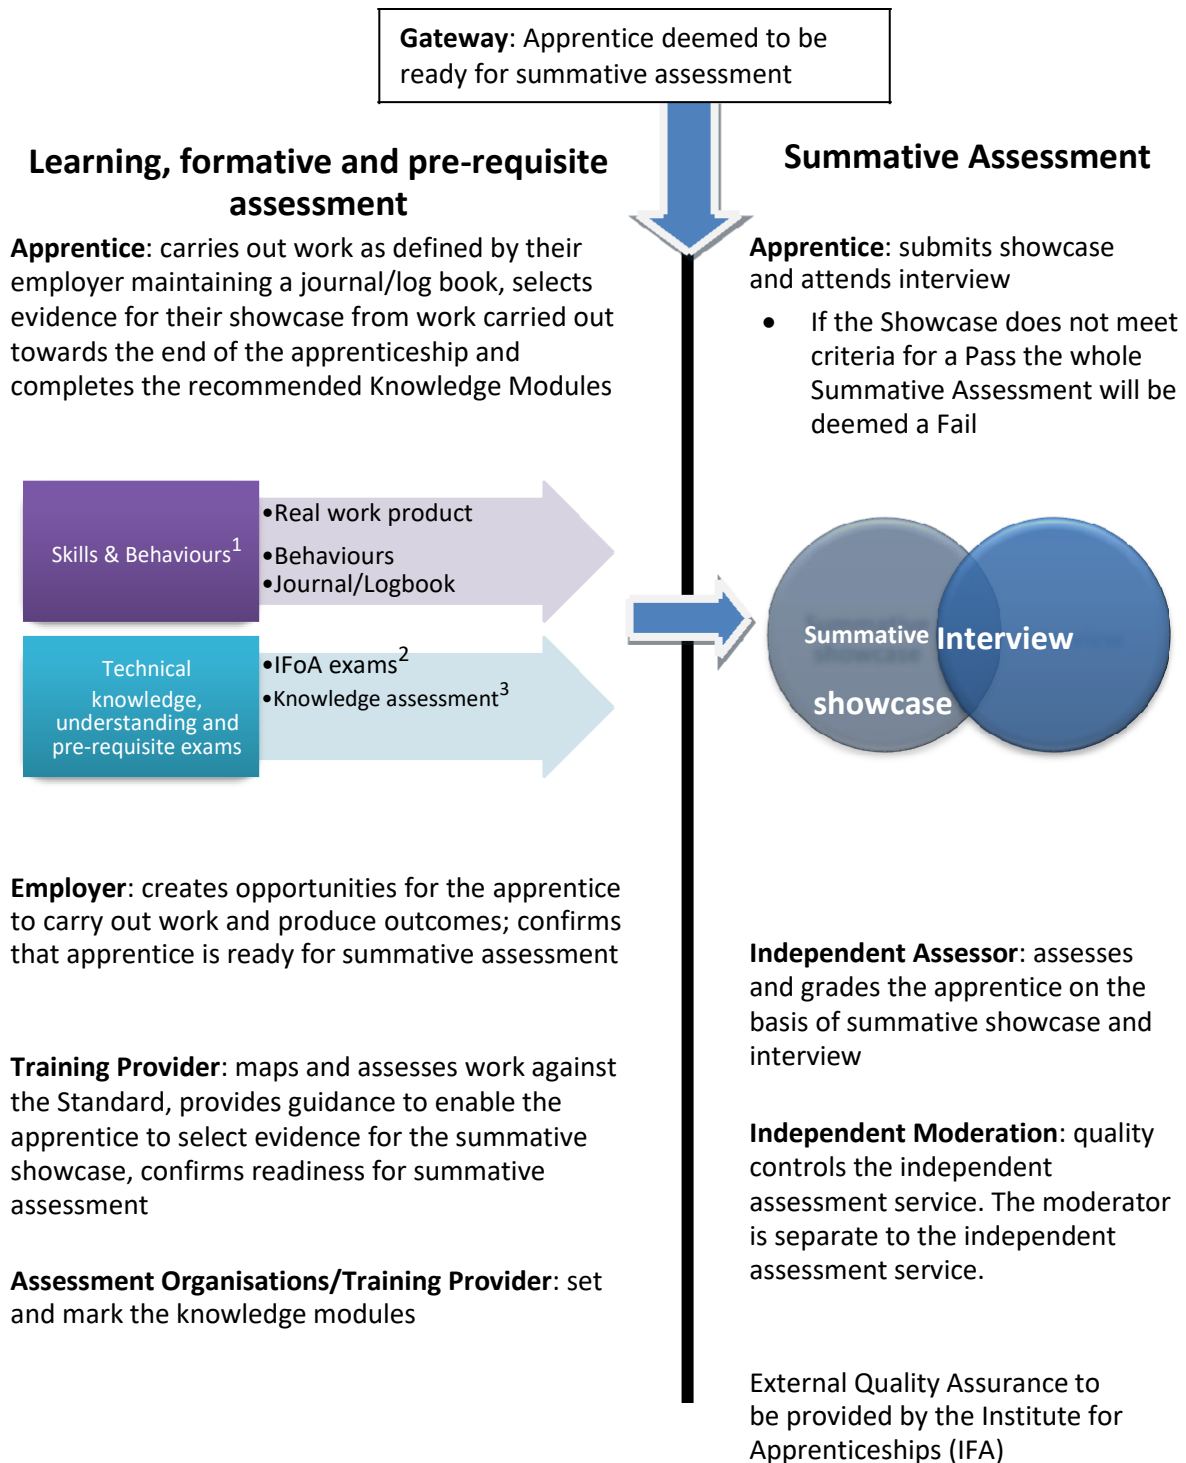 Gateway: Apprentice deemed to be
ready for summative assessment
Learning, formative and pre-requisite
assessment
Apprentice: carries out work as defined by their
employer maintaining a journal/log book, selects
evidence for their showcase from work carried out
towards the end of the apprenticeship and
completes the recommended Knowledge Modules
Skills & Behaviours1
•Real work product
•Behaviours
•Journal/Logbook
Technical
knowledge,
understanding and
pre-requisite exams
•IFoA exams2
•Knowledge assessment3
Employer: creates opportunities for the apprentice
to carry out work and produce outcomes; confirms
that apprentice is ready for summative assessment
Training Provider: maps and assesses work against
the Standard, provides guidance to enable the
apprentice to select evidence for the summative
showcase, confirms readiness for summative
assessment
Assessment Organisations/Training Provider: set
and mark the knowledge modules
Summative Assessment
Apprentice: submits showcase
and attends interview
• If the Showcase does not meet
criteria for a Pass the whole
Summative Assessment will be
deemed a Fail
Summative
showcase
Interview
Independent Assessor: assesses
and grades the apprentice on the
basis of summative showcase and
interview
Independent Moderation: quality
controls the independent
assessment service. The moderator
is separate to the independent
assessment service.
External Quality Assurance to
be provided by the Institute for
Apprenticeships (IFA)